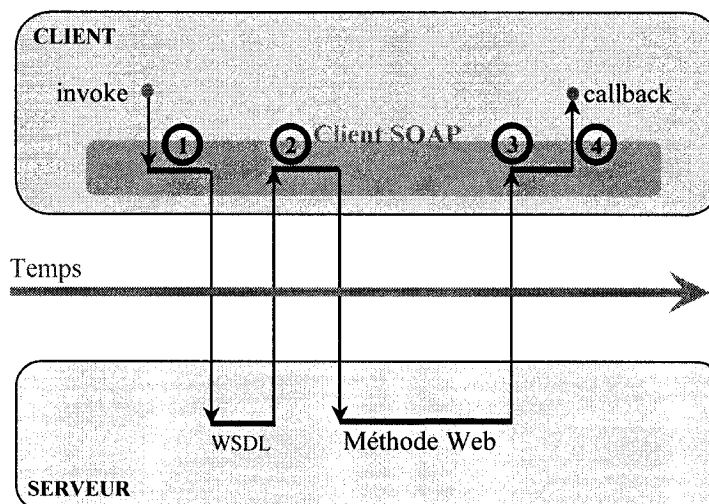 CLIENT
invoke
callback
Client SOAP
1
2
3
4
Temps
WSDL
Méthode Web
SERVEUR